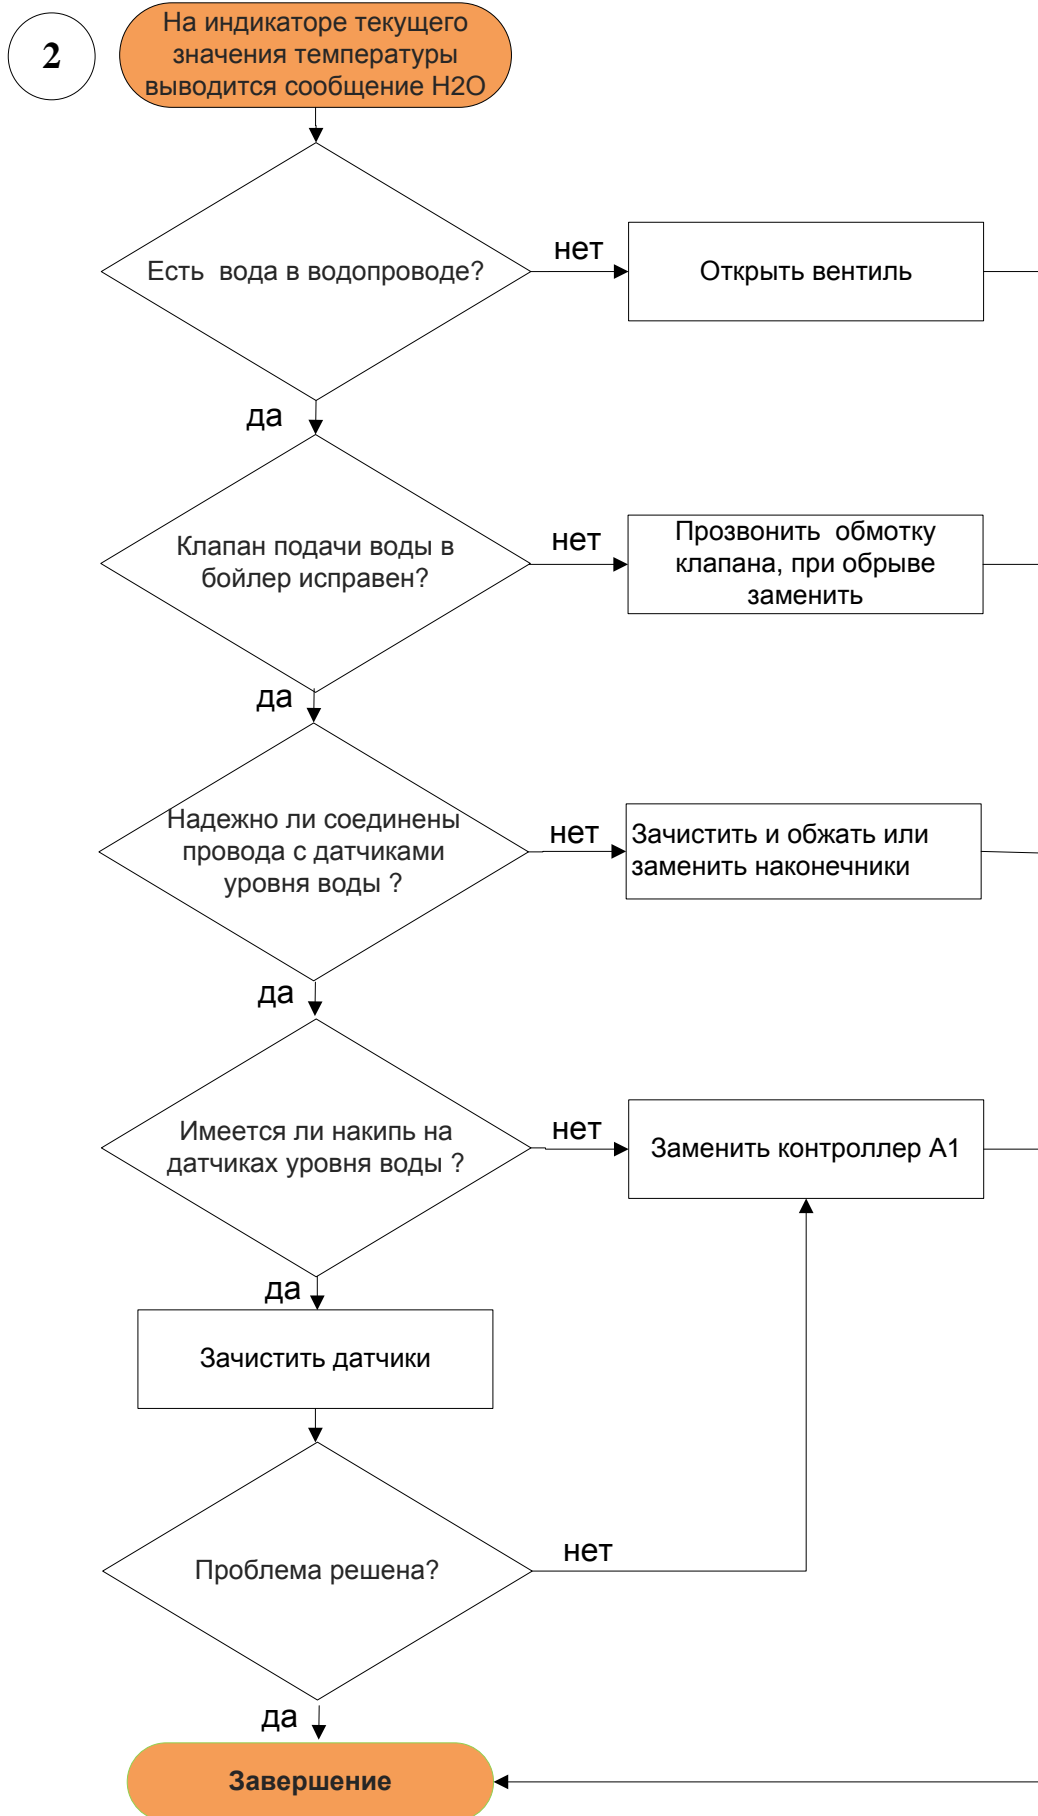 2
На индикаторе текущего
значения температуры
выводится сообщение H2O
Есть  вода в водопроводе?
нет
Открыть вентиль
да
Клапан подачи воды в
бойлер исправен?
нет
Прозвонить  обмотку
клапана, при обрыве
заменить
да
Надежно ли соединены
провода с датчиками
уровня воды ?
нет
Зачистить и обжать или
заменить наконечники
да
Имеется ли накипь на
датчиках уровня воды ?
нет
Заменить контроллер А1
да
Зачистить датчики
Проблема решена?
нет
да
Завершение